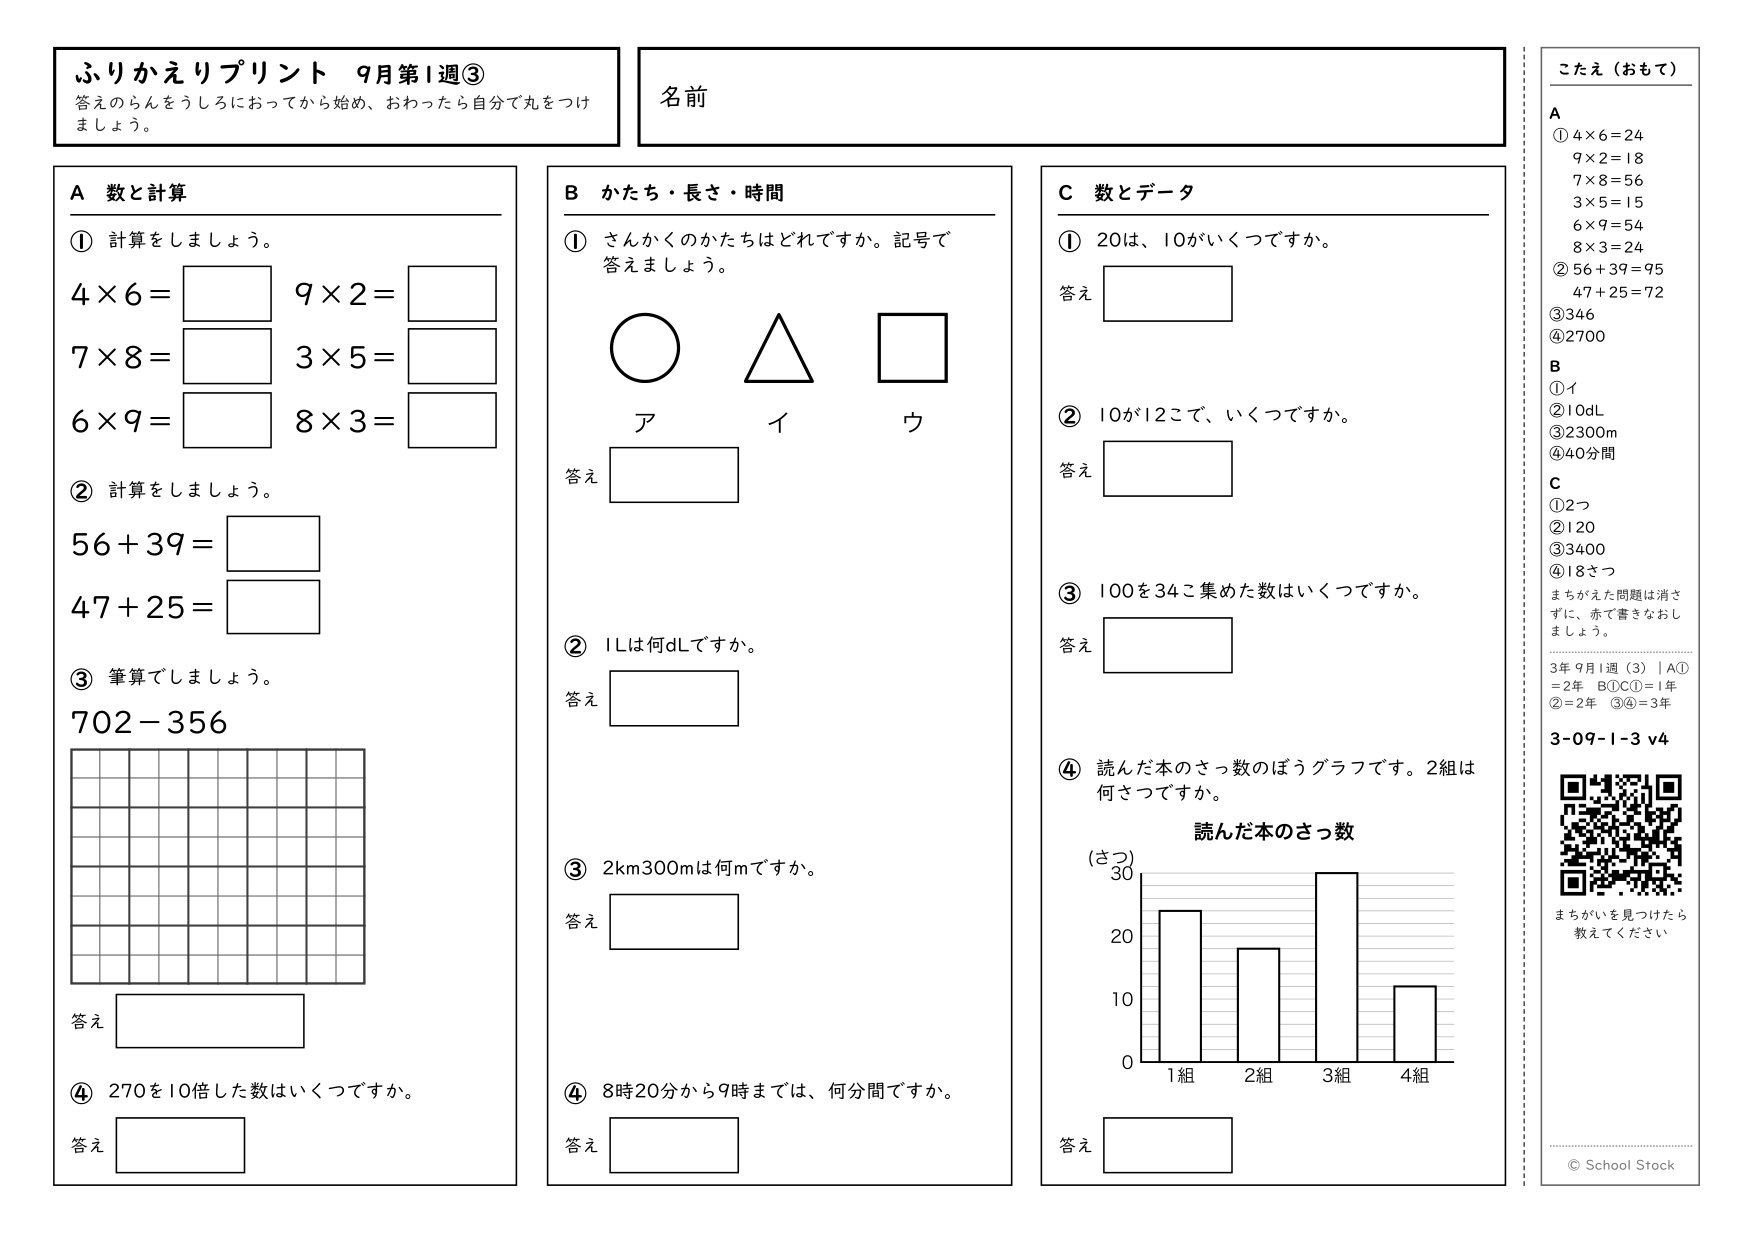 ふりかえりプリント　9月第1週③
答えのらんをうしろにおってから始め、おわったら自分で丸をつけ
ましょう。
名前
A　数と計算
① 計算をしましょう。
4×6＝ 9×2＝
7×8＝ 3×5＝
6×9＝ 8×3＝
② 計算をしましょう。
56＋39＝
47＋25＝
③ 筆算でしましょう。
702－356
答え
④ 270を10倍した数はいくつですか。
答え
B　かたち・長さ・時間
① さんかくのかたちはどれですか。記号で
答えましょう。
ア イ ウ
答え
② 1Lは何dLですか。
答え
③ 2km300mは何mですか。
答え
④ 8時20分から9時までは、何分間ですか。
答え
C　数とデータ
① 20は、10がいくつですか。
答え
② 10が12こで、いくつですか。
答え
③ 100を34こ集めた数はいくつですか。
答え
④ 読んだ本のさっ数のぼうグラフです。2組は
何さつですか。
読んだ本のさっ数
(さつ)
30
20
10
0
1組 2組 3組 4組
答え
こたえ（おもて）
A
① 4×6＝24
9×2＝18
7×8＝56
3×5＝15
6×9＝54
8×3＝24
② 56＋39＝95
47＋25＝72
③346
④2700
B
①イ
②10dL
③2300m
④40分間
C
①2つ
②120
③3400
④18さつ
まちがえた問題は消さ
ずに、赤で書きなおし
ましょう。
3年 9月1週（3）｜A①
＝2年　B①C①＝1年
②＝2年　③④＝3年
3-09-1-3 v4
まちがいを見つけたら
教えてください
© School Stock